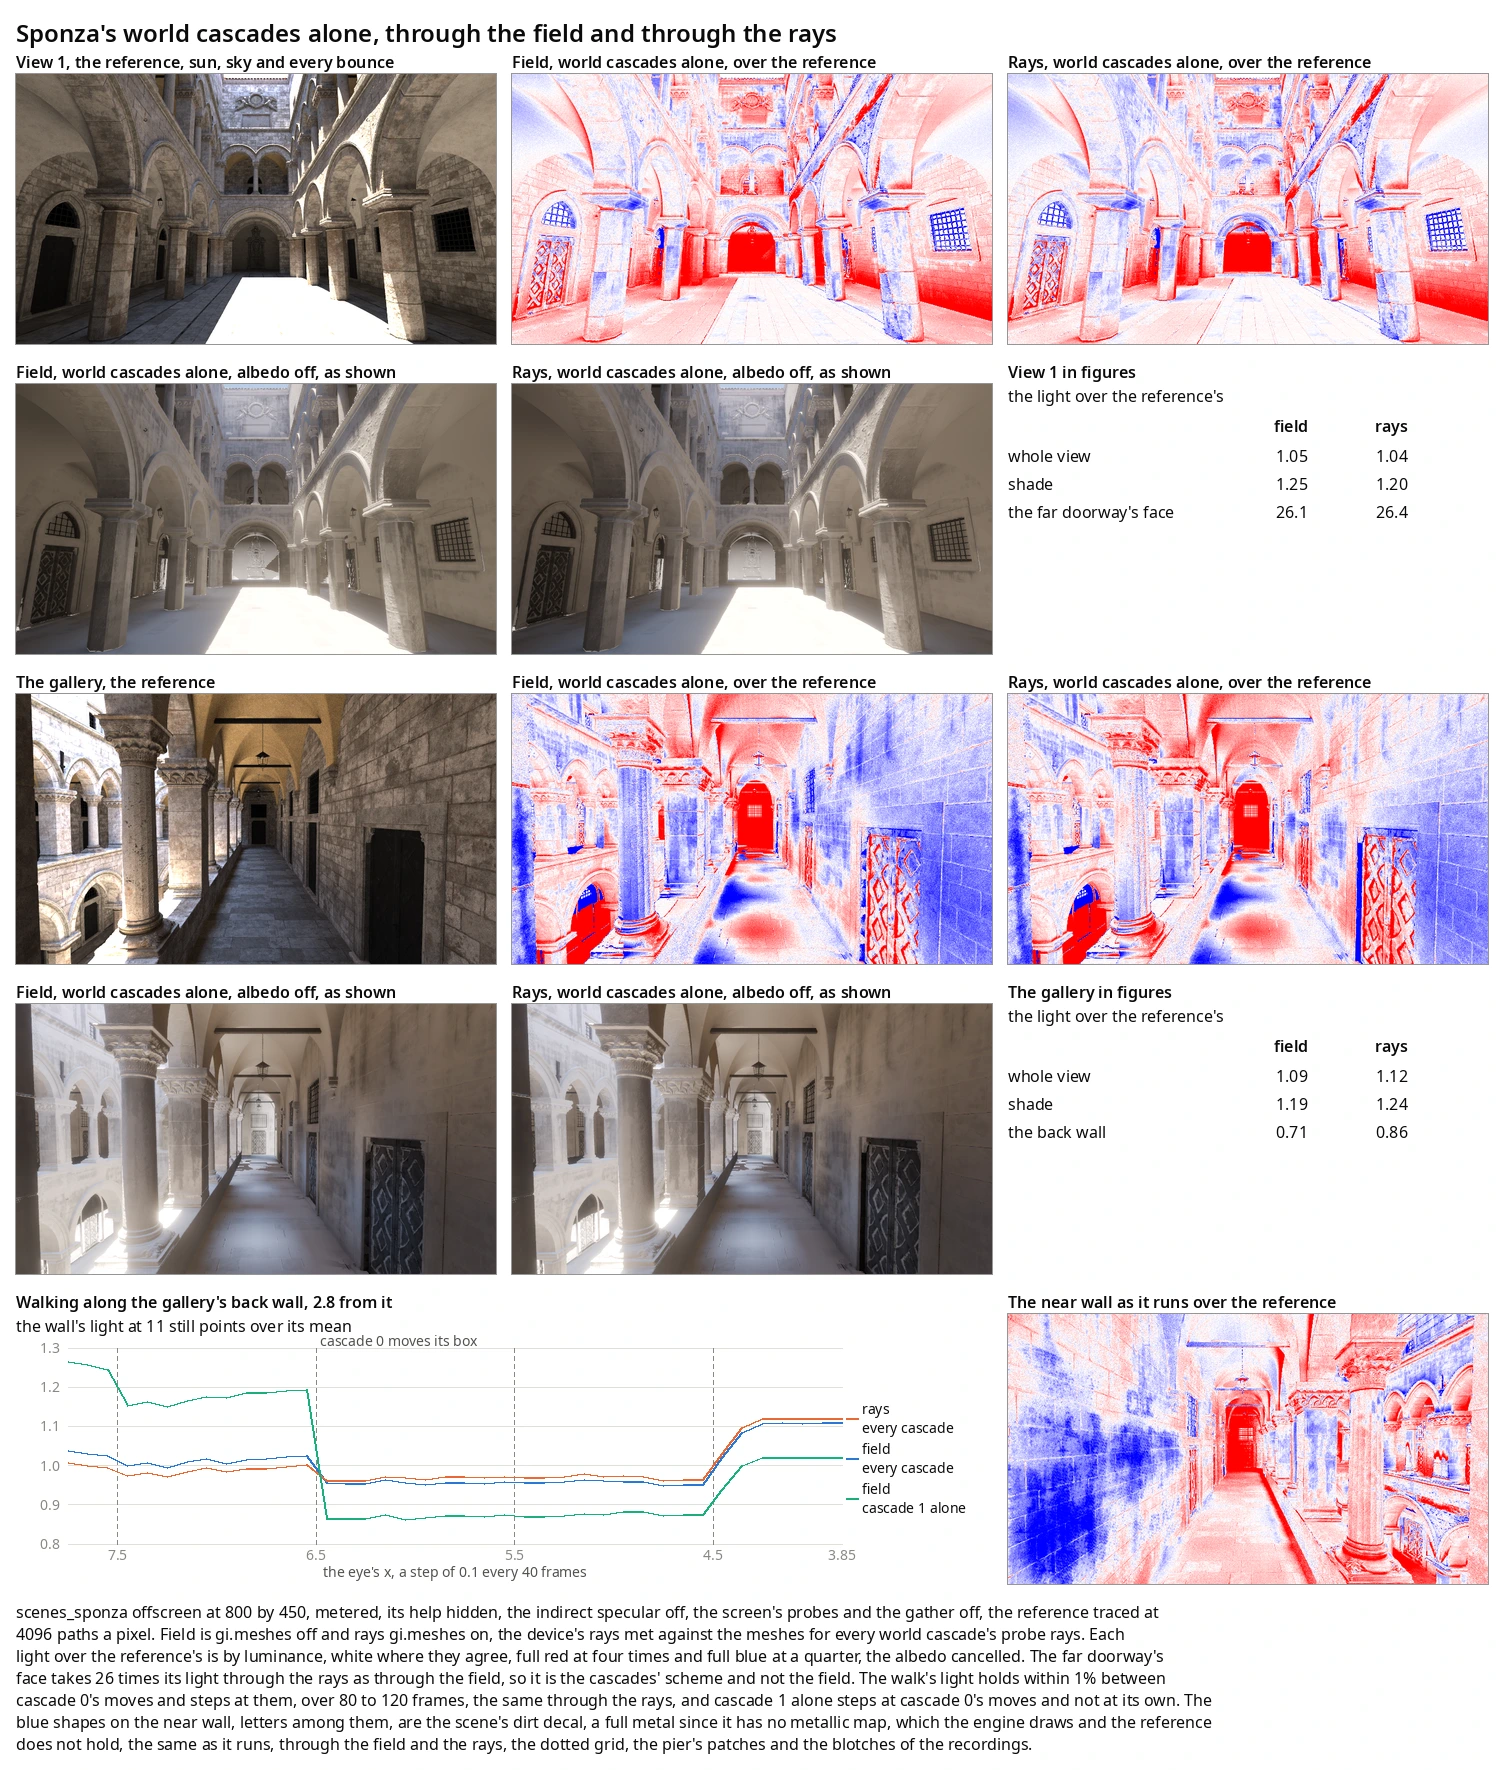 Sponza's world cascades alone, through the field and through the rays
View 1, the reference, sun, sky and every bounce
Field, world cascades alone, over the reference
Rays, world cascades alone, over the reference
Field, world cascades alone, albedo off, as shown
Rays, world cascades alone, albedo off, as shown
View 1 in figures
the light over the reference's
field rays
whole view 1.05 1.04
shade 1.25 1.20
the far doorway's face 26.1 26.4
The gallery, the reference
Field, world cascades alone, over the reference
Rays, world cascades alone, over the reference
Field, world cascades alone, albedo off, as shown
Rays, world cascades alone, albedo off, as shown
The gallery in figures
the light over the reference's
field rays
whole view 1.09 1.12
shade 1.19 1.24
the back wall 0.71 0.86
Walking along the gallery's back wall, 2.8 from it
the wall's light at 11 still points over its mean
cascade 0 moves its box
1.3
1.2
1.1
1.0
0.9
0.8
7.5 6.5 5.5 4.5 3.85
the eye's x, a step of 0.1 every 40 frames
rays
every cascade
field
every cascade
field
cascade 1 alone
The near wall as it runs over the reference
scenes_sponza offscreen at 800 by 450, metered, its help hidden, the indirect specular off, the screen's probes and the gather off, the reference traced at
4096 paths a pixel. Field is gi.meshes off and rays gi.meshes on, the device's rays met against the meshes for every world cascade's probe rays. Each
light over the reference's is by luminance, white where they agree, full red at four times and full blue at a quarter, the albedo cancelled. The far doorway's
face takes 26 times its light through the rays as through the field, so it is the cascades' scheme and not the field. The walk's light holds within 1% between
cascade 0's moves and steps at them, over 80 to 120 frames, the same through the rays, and cascade 1 alone steps at cascade 0's moves and not at its own. The
blue shapes on the near wall, letters among them, are the scene's dirt decal, a full metal since it has no metallic map, which the engine draws and the reference
does not hold, the same as it runs, through the field and the rays, the dotted grid, the pier's patches and the blotches of the recordings.